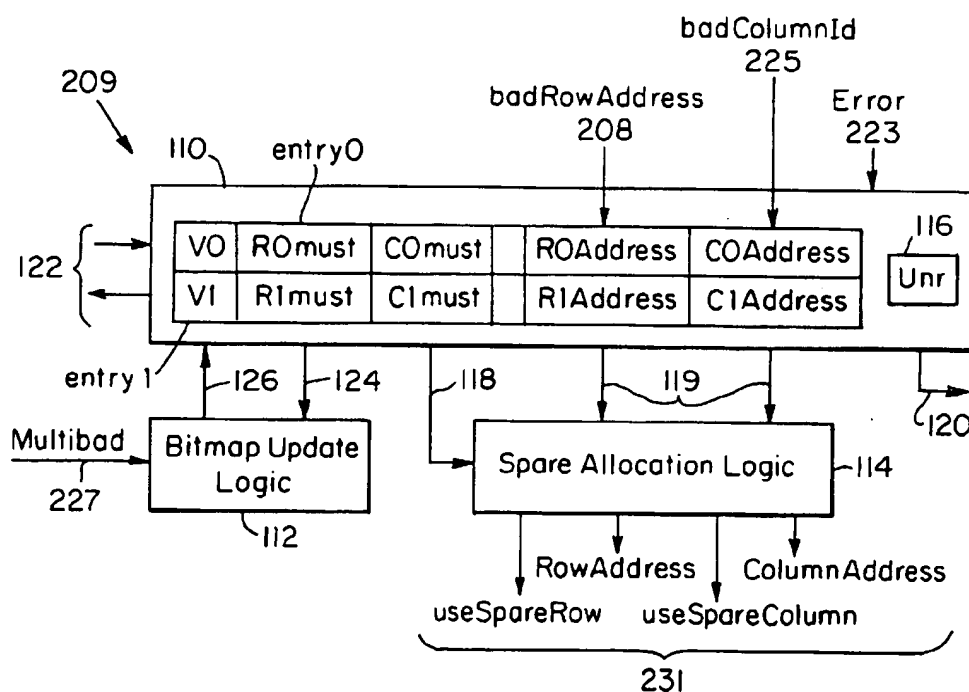 badColumnId
225
209
badRowAddress
208
Error
223
110
entry0
116
V0 R0must C0must R0Address C0Address
Unr
122
V1 R1must C1must R1Address C1Address
entry1
126
124
118
119
120
Multibad
227
Bitmap Update
Logic
112
Spare Allocation Logic
114
RowAddress
ColumnAddress
useSpareRow
useSpareColumn
231